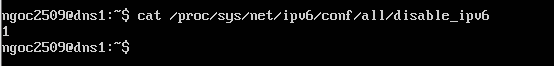 ngoc2509@dns1:~$ cat /proc/sys/net/ipv6/conf/all/disable_ipv6
1
ngoc2509@dns1:~$